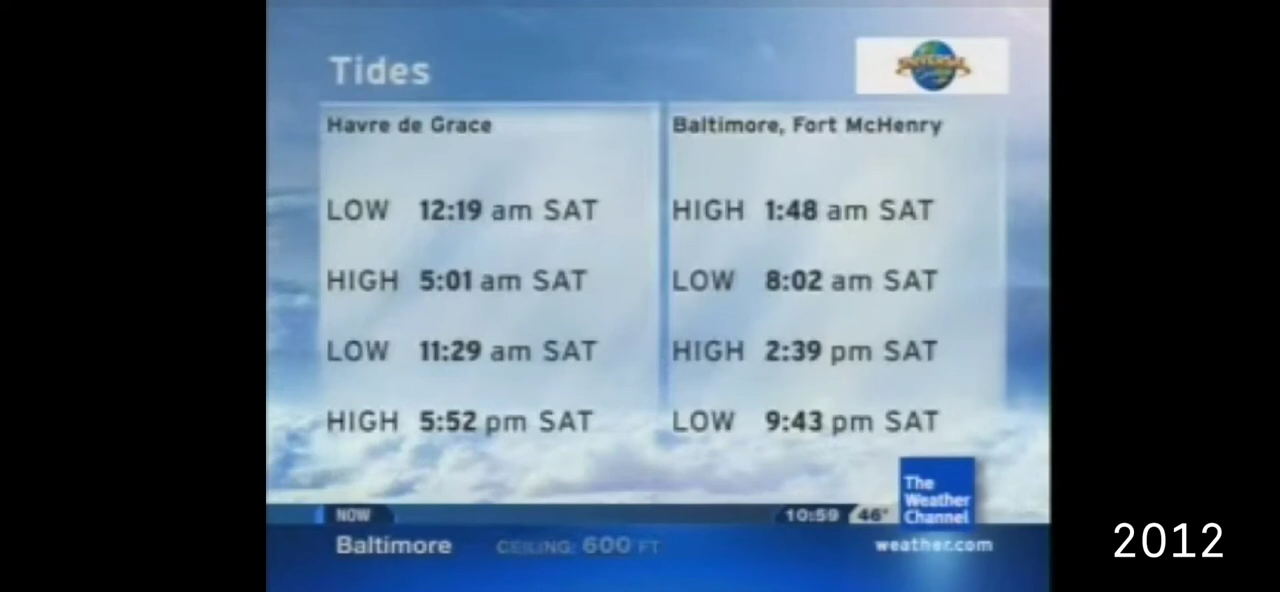 Tides
UNIVERSAL
Havre de Grace
LOW 12:19 am SAT
HIGH 5:01 am SAT
LOW 11:29 am SAT
HIGH 5:52 pm SAT
Baltimore, Fort McHenry
HIGH 1:48 am SAT
LOW 8:02 am SAT
HIGH 2:39 pm SAT
LOW 9:43 pm SAT
The
Weather
Channel
NOW
10:59 46°
Baltimore CEILING: 600 FT
weather.com
2012